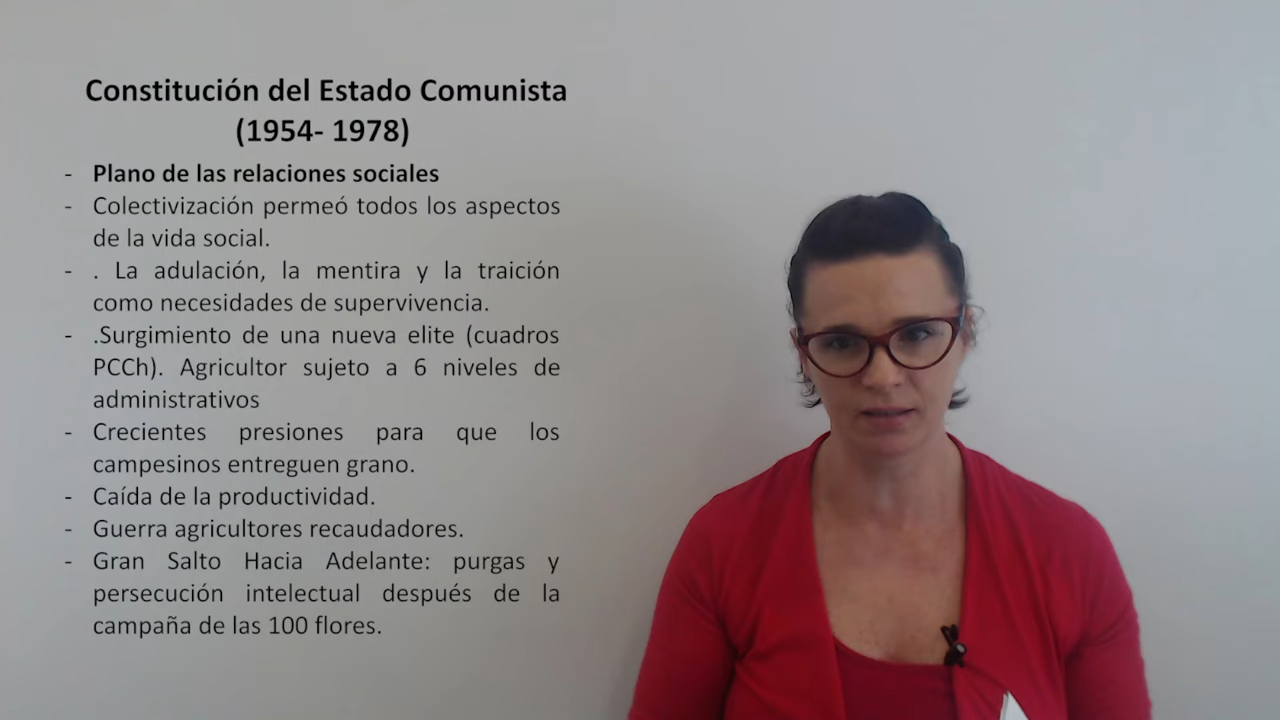 Constitución del Estado Comunista
(1954- 1978)
- Plano de las relaciones sociales
- Colectivización permeó todos los aspectos
de la vida social.
- . La adulación, la mentira y la traición
como necesidades de supervivencia.
- .Surgimiento de una nueva elite (cuadros
PCCh). Agricultor sujeto a 6 niveles de
administrativos
- Crecientes presiones para que los
campesinos entreguen grano.
- Caída de la productividad.
- Guerra agricultores recaudadores.
- Gran Salto Hacia Adelante: purgas y
persecución intelectual después de la
campaña de las 100 flores.